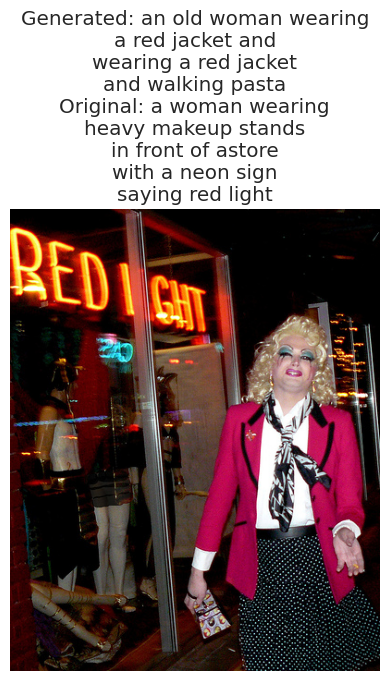 Generated: an old woman wearing
a red jacket and
wearing a red jacket
and walking pasta
Original: a woman wearing
heavy makeup stands
in front of astore
with a neon sign
saying red light
RED LIGHT